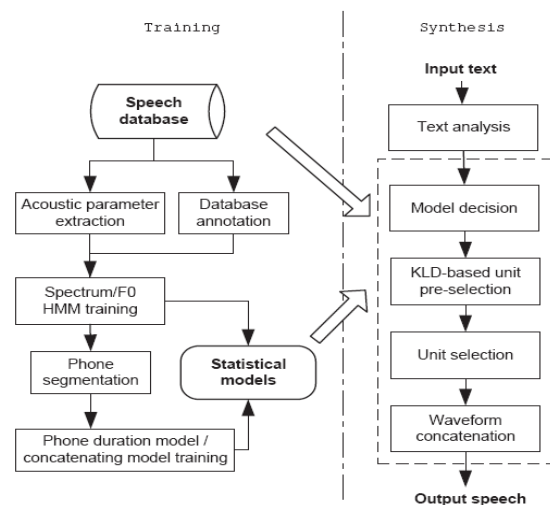 Training
Synthesis
Speech
database
Acoustic parameter
extraction
Database
annotation
Spectrum/F0
HMM training
Phone
segmentation
Statistical
models
Phone duration model /
concatenating model training
Input text
Text analysis
Model decision
KLD-based unit
pre-selection
Unit selection
Waveform
concatenation
Output speech